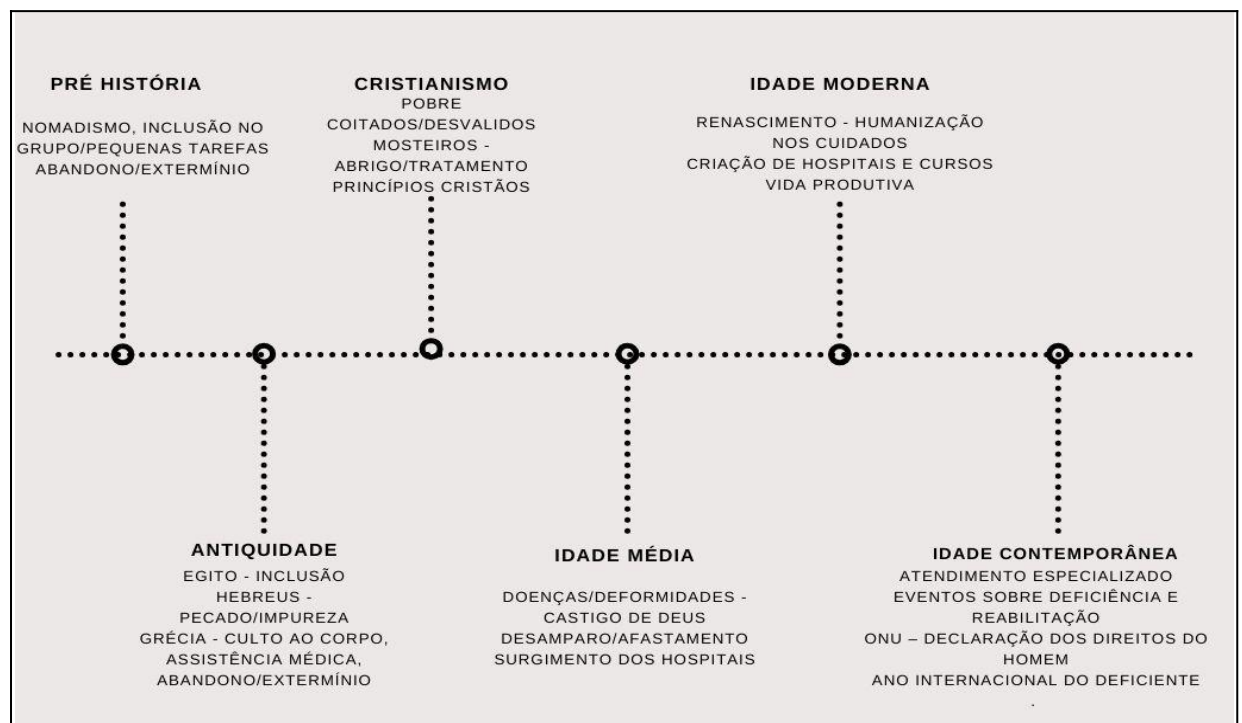 PRÉ HISTÓRIA
NOMADISMO, INCLUSÃO NO
GRUPO/PEQUENAS TAREFAS
ABANDONO/EXTERMÍNIO
CRISTIANISMO
POBRE
COITADOS/DESVALIDOS
MOSTEIROS -
ABRIGO/TRATAMENTO
PRINCÍPIOS CRISTÃOS
IDADE MODERNA
RENASCIMENTO - HUMANIZAÇÃO
NOS CUIDADOS
CRIAÇÃO DE HOSPITAIS E CURSOS
VIDA PRODUTIVA
ANTIQUIDADE
EGITO - INCLUSÃO
HEBREUS -
PECADO/IMPUREZA
GRÉCIA - CULTO AO CORPO,
ASSISTÊNCIA MÉDICA,
ABANDONO/EXTERMÍNIO
IDADE MÉDIA
DOENÇAS/DEFORMIDADES -
CASTIGO DE DEUS
DESAMPARO/AFASTAMENTO
SURGIMENTO DOS HOSPITAIS
IDADE CONTEMPORÂNEA
ATENDIMENTO ESPECIALIZADO
EVENTOS SOBRE DEFICIÊNCIA E
REABILITAÇÃO
ONU – DECLARAÇÃO DOS DIREITOS DO
HOMEM
ANO INTERNACIONAL DO DEFICIENTE
.